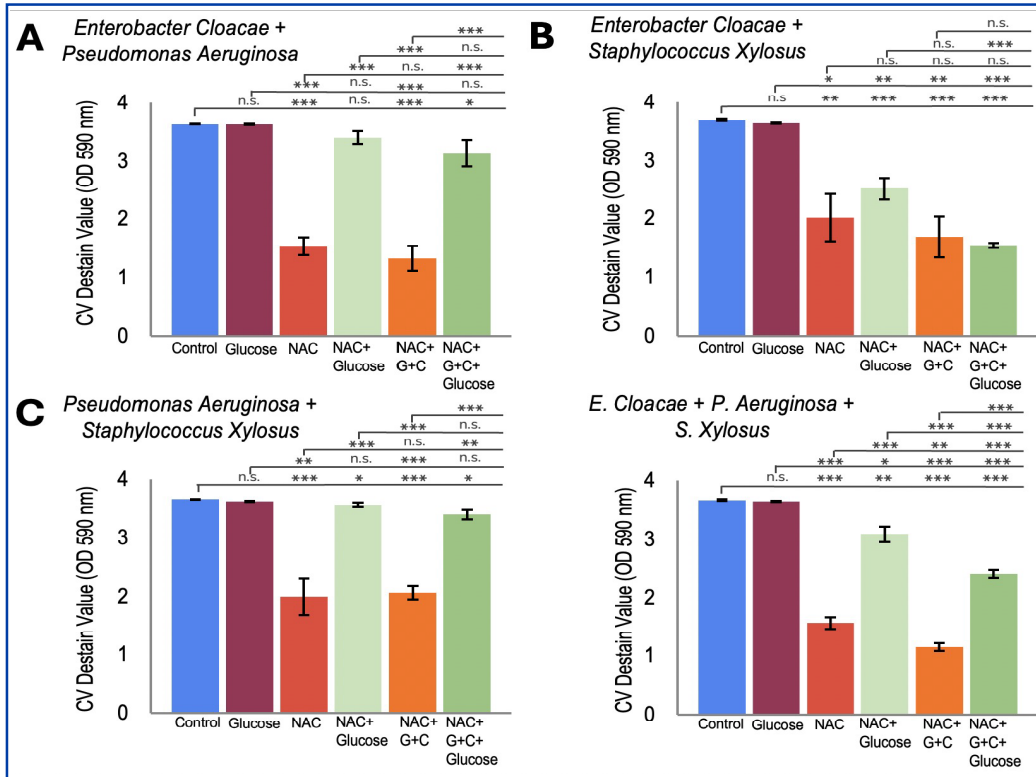 A
Enterobacter Cloacae +
Pseudomonas Aeruginosa
***
*** n.s.
*** n.s. ***
*** n.s. *** n.s.
n.s. *** n.s. *** *
CV Destain Value (OD 590 nm)
4
3
2
1
0
Control Glucose NAC NAC+ NAC+ NAC+
Glucose G+C G+C+
Glucose
B
Enterobacter Cloacae +
Staphylococcus Xylosus
n.s.
n.s. ***
n.s. n.s. n.s.
* ** ** ***
n.s ** *** *** ***
CV Destain Value (OD 590 nm)
4
3
2
1
0
Control Glucose NAC NAC+ NAC+ NAC+
Glucose G+C G+C+
Glucose
C
Pseudomonas Aeruginosa +
Staphylococcus Xylosus
***
*** n.s.
*** n.s. **
** n.s. *** n.s.
n.s. *** * *** *
CV Destain Value (OD 590 nm)
4
3
2
1
0
Control Glucose NAC NAC+ NAC+ NAC+
Glucose G+C G+C+
Glucose
E. Cloacae + P. Aeruginosa +
S. Xylosus
***
*** ***
*** ** ***
*** * *** ***
n.s. *** ** *** ***
CV Destain Value (OD 590 nm)
4
3
2
1
0
Control Glucose NAC NAC+ NAC+ NAC+
Glucose G+C G+C+
Glucose